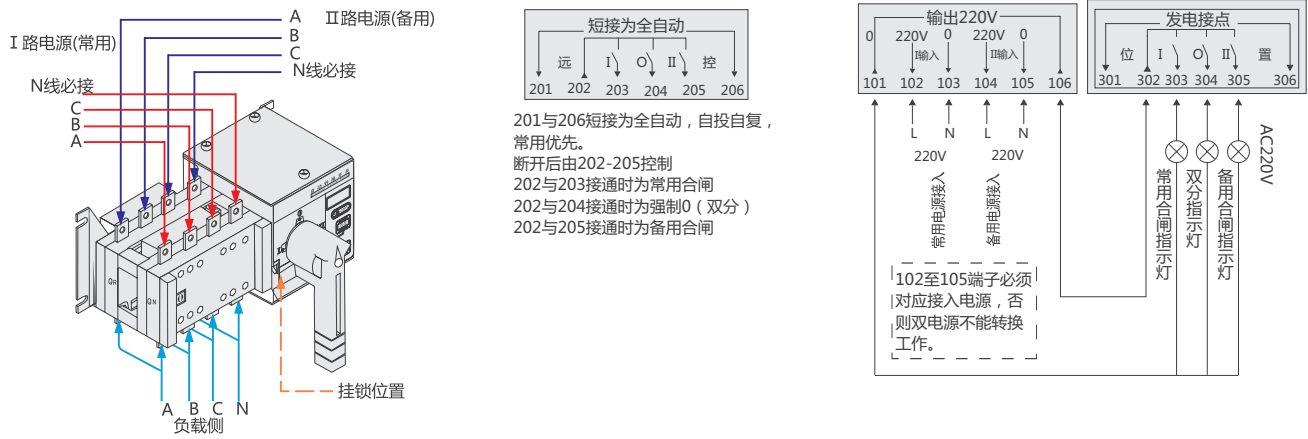 A Ⅱ路电源(备用)
Ⅰ路电源(常用)
B
C
N线必接
N线必接
C
B
A
QR
QN
挂锁位置
A B C N
负载侧
短接为全自动
远 Ⅰ O Ⅱ 控
201 202 203 204 205 206
201与206短接为全自动，自投自复，
常用优先。
断开后由202-205控制
202与203接通时为常用合闸
202与204接通时为强制0（双分）
202与205接通时为备用合闸
输出220V
0 220V 0 220V 0
Ⅰ输入 Ⅱ输入
101 102 103 104 105 106
L N L N
220V 220V
常用电源接入
备用电源接入
102至105端子必须
对应接入电源，否
则双电源不能转换
工作。
发电接点
位 Ⅰ O Ⅱ 置
301 302 303 304 305 306
AC220V
常用合闸指示灯
双分指示灯
备用合闸指示灯